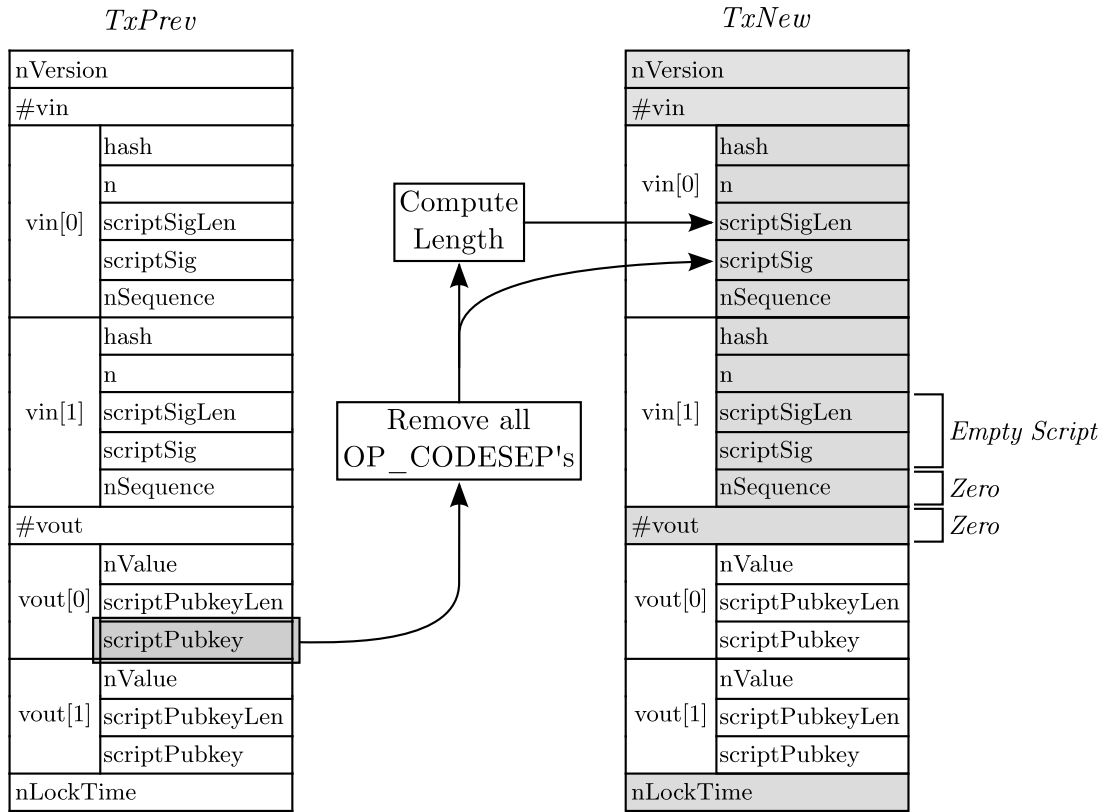 TxPrev
TxNew
nVersion
#vin
vin[0]
hash
n
scriptSigLen
scriptSig
nSequence
vin[1]
hash
n
scriptSigLen
scriptSig
nSequence
#vout
vout[0]
nValue
scriptPubkeyLen
scriptPubkey
vout[1]
nValue
scriptPubkeyLen
scriptPubkey
nLockTime
Compute
Length
Remove all
OP_CODESEP's
nVersion
#vin
vin[0]
hash
n
scriptSigLen
scriptSig
nSequence
vin[1]
hash
n
scriptSigLen
scriptSig
nSequence
Empty Script
Zero
#vout
Zero
vout[0]
nValue
scriptPubkeyLen
scriptPubkey
vout[1]
nValue
scriptPubkeyLen
scriptPubkey
nLockTime